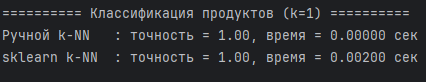 ========== Классификация продуктов (k=1) ==========
Ручной k-NN   : точность = 1.00, время = 0.00000 сек
sklearn k-NN  : точность = 1.00, время = 0.00200 сек